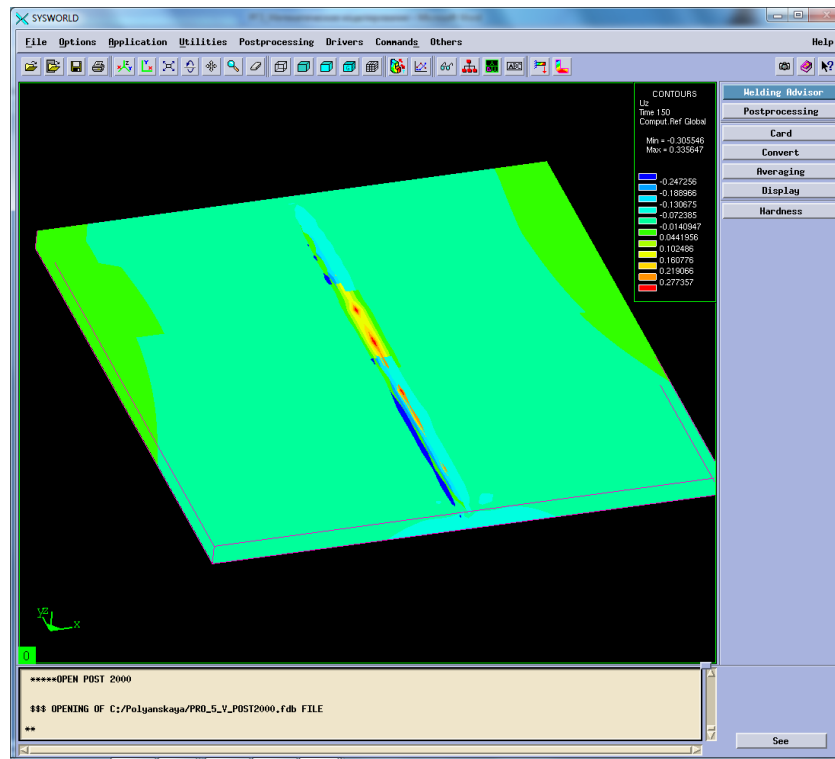 SYSWORLD
File Options Application Utilities Postprocessing Drivers Commands Others Help
CONTOURS
Uz
Time 150
Comput.Ref Global
Min = -0.305546
Max = 0.335647
-0.247256
-0.188966
-0.130675
-0.072385
-0.0140947
0.0441956
0.102486
0.160776
0.219066
0.277357
Welding Advisor
Postprocessing
Card
Convert
Averaging
Display
Hardness
yz
x
0
*****OPEN POST 2000
$$$ OPENING OF C:/Polyanskaya/PRO_5_V_POST2000.fdb FILE
**
See